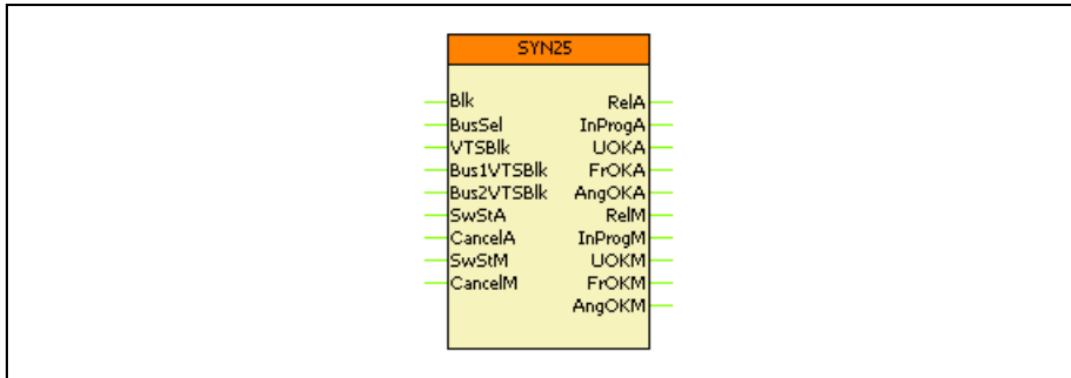 SYN25
Blk RelA
BusSel InProgA
VTSBlk UOKA
Bus1VTSBlk FrOKA
Bus2VTSBlk AngOKA
SwStA RelM
CancelA InProgM
SwStM UOKM
CancelM FrOKM
AngOKM